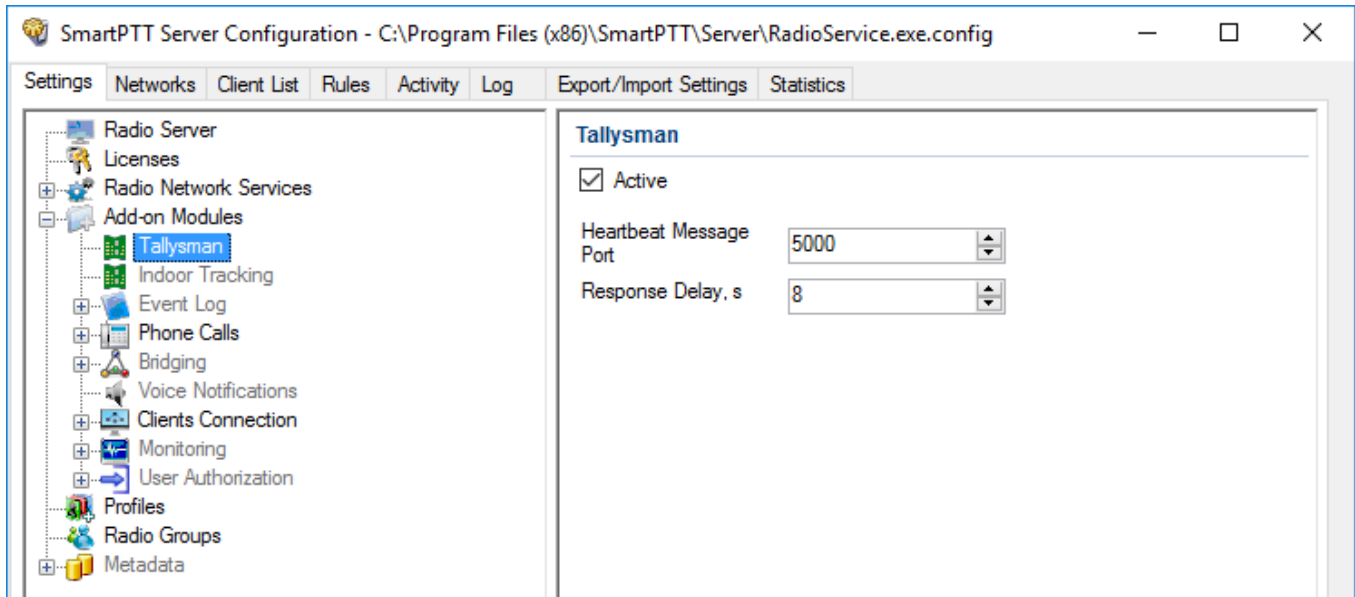 SmartPTT Server Configuration - C:\Program Files (x86)\SmartPTT\Server\RadioService.exe.config
Settings Networks Client List Rules Activity Log Export/Import Settings Statistics
Radio Server
Licenses
Radio Network Services
Add-on Modules
Tallysman
Indoor Tracking
Event Log
Phone Calls
Bridging
Voice Notifications
Clients Connection
Monitoring
User Authorization
Profiles
Radio Groups
Metadata
Tallysman
Active
Heartbeat Message
Port
5000
Response Delay, s
8